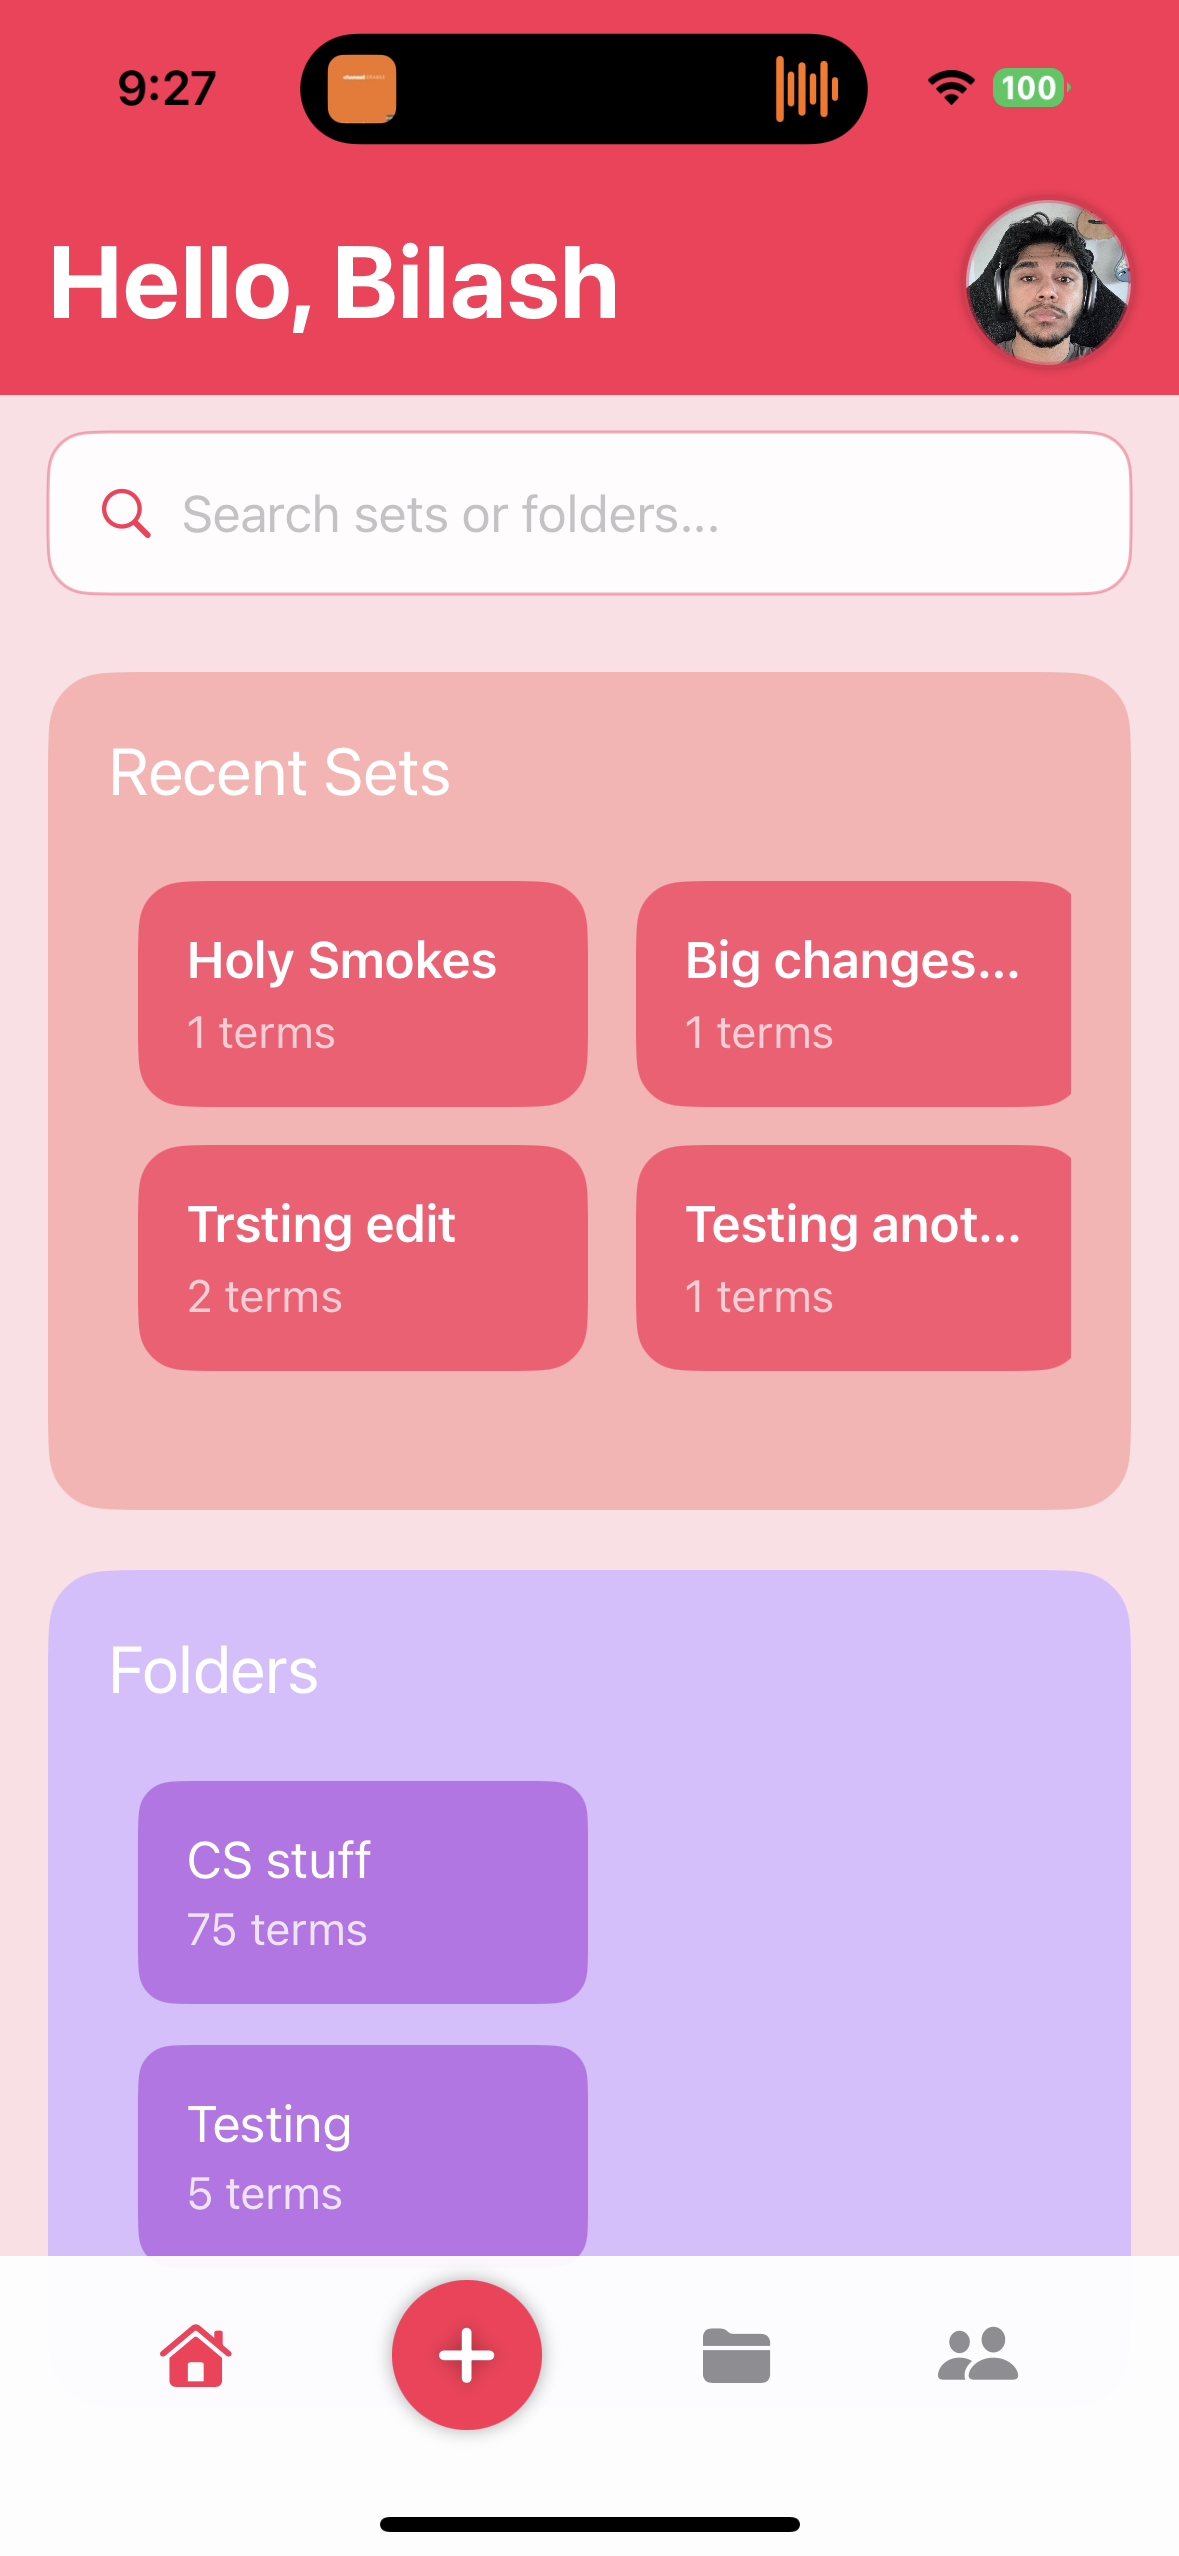 9:27
100
Hello, Bilash
Search sets or folders...
Recent Sets
Holy Smokes
1 terms
Big changes...
1 terms
Trsting edit
2 terms
Testing anot...
1 terms
Folders
CS stuff
75 terms
Testing
5 terms